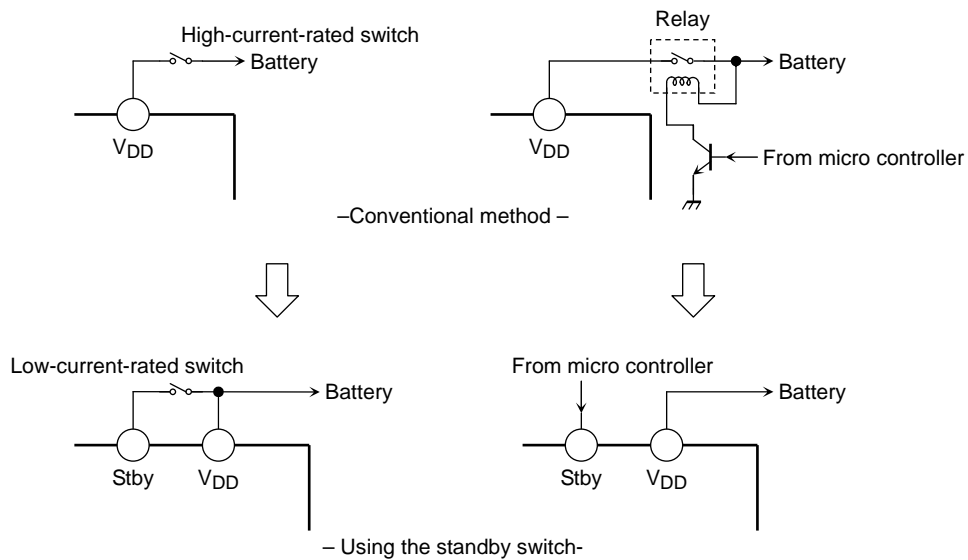 Relay
High-current-rated switch
Battery
Battery
VDD
VDD
From micro controller
–Conventional method –
Low-current-rated switch
From micro controller
Battery
Battery
Stby
VDD
Stby
VDD
– Using the standby switch-